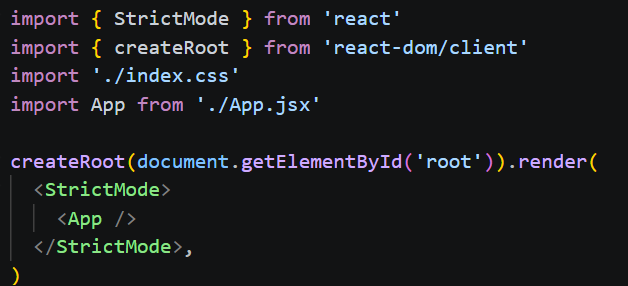 import { StrictMode } from 'react'
import { createRoot } from 'react-dom/client'
import './index.css'
import App from './App.jsx'

createRoot(document.getElementById('root')).render(
  <StrictMode>
    <App />
  </StrictMode>,
)